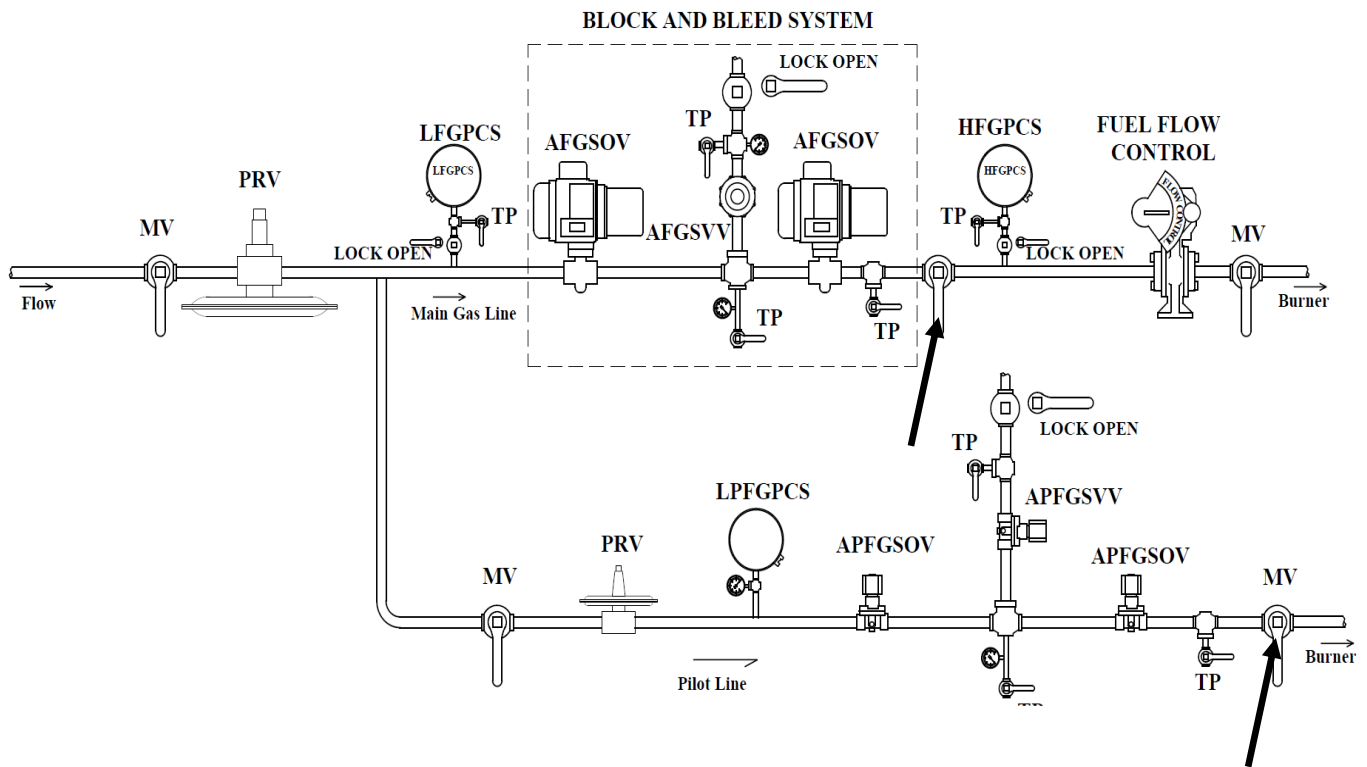 BLOCK AND BLEED SYSTEM
LOCK OPEN
TP
LFGPCS
AFGSOV
AFGSOV
HFGPCS
FUEL FLOW
CONTROL
PRV
LFGPCS
HFGPCS
FLOW CONTROL
MV
TP
AFGSVV
TP
MV
LOCK OPEN
LOCK OPEN
Flow
Main Gas Line
Burner
TP
TP
LOCK OPEN
TP
LPFGPCS
APFGSVV
PRV
APFGSOV
APFGSOV
MV
MV
Burner
Pilot Line
TP